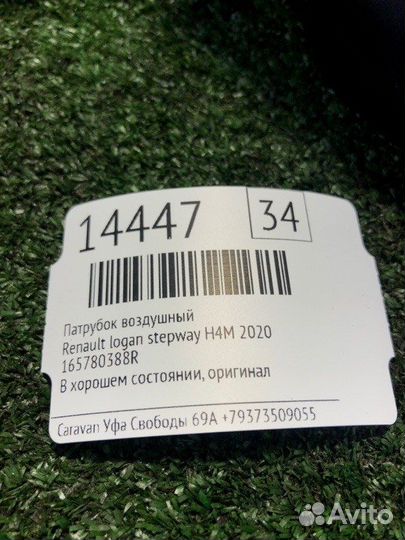 14447 34
Патрубок воздушный
Renault logan stepway H4M 2020
165780388R
В хорошем состоянии, оригинал
Caravan Уфа Свободы 69А +79373509055
Avito